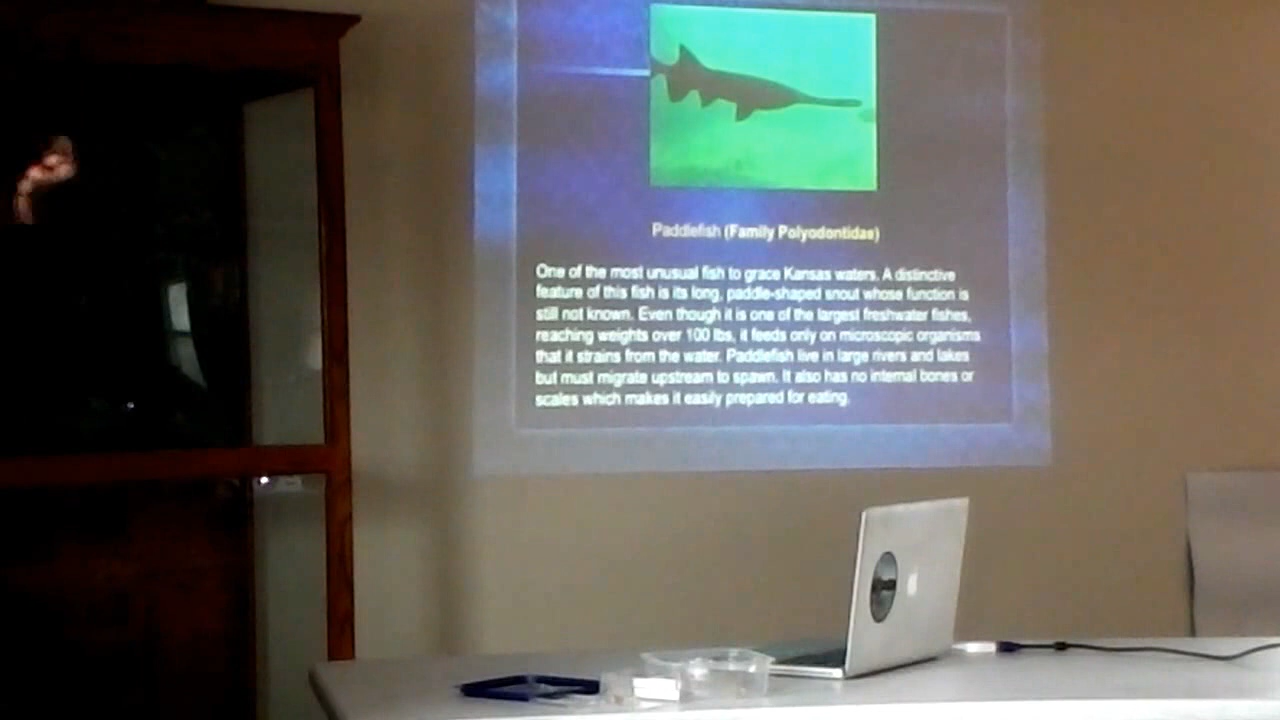 Paddlefish (Family Polyodontidae)
One of the most unusual fish to grace Kansas waters. A distinctive
feature of this fish is its long, paddle-shaped snout whose function is
still not known. Even though it is one of the largest freshwater fishes,
reaching weights over 100 lbs, it feeds only on microscopic organisms
that it strains from the water. Paddlefish live in large rivers and lakes
but must migrate upstream to spawn. It also has no internal bones or
scales which makes it easily prepared for eating.